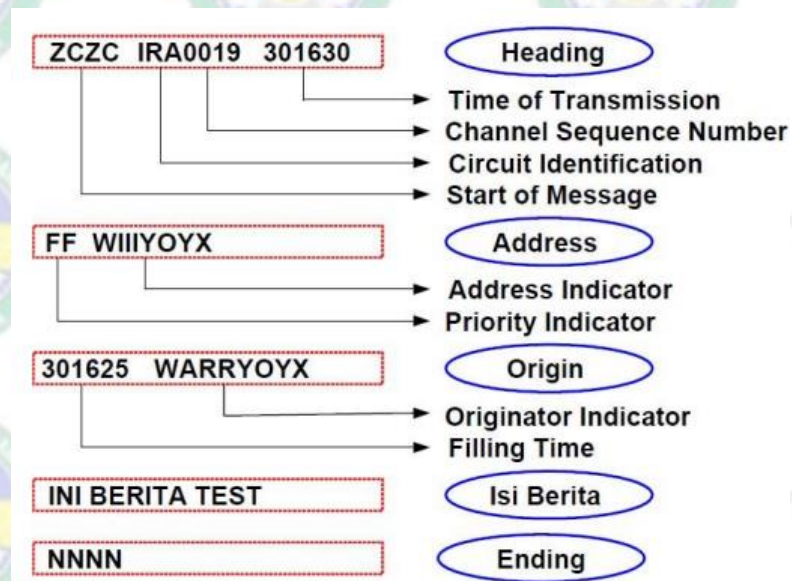 ZCZC IRA0019 301630 Heading
Time of Transmission
Channel Sequence Number
Circuit Identification
Start of Message
FF WIIIYOYX Address
Address Indicator
Priority Indicator
301625 WARRYOYX Origin
Originator Indicator
Filling Time
INI BERITA TEST Isi Berita
NNNN Ending